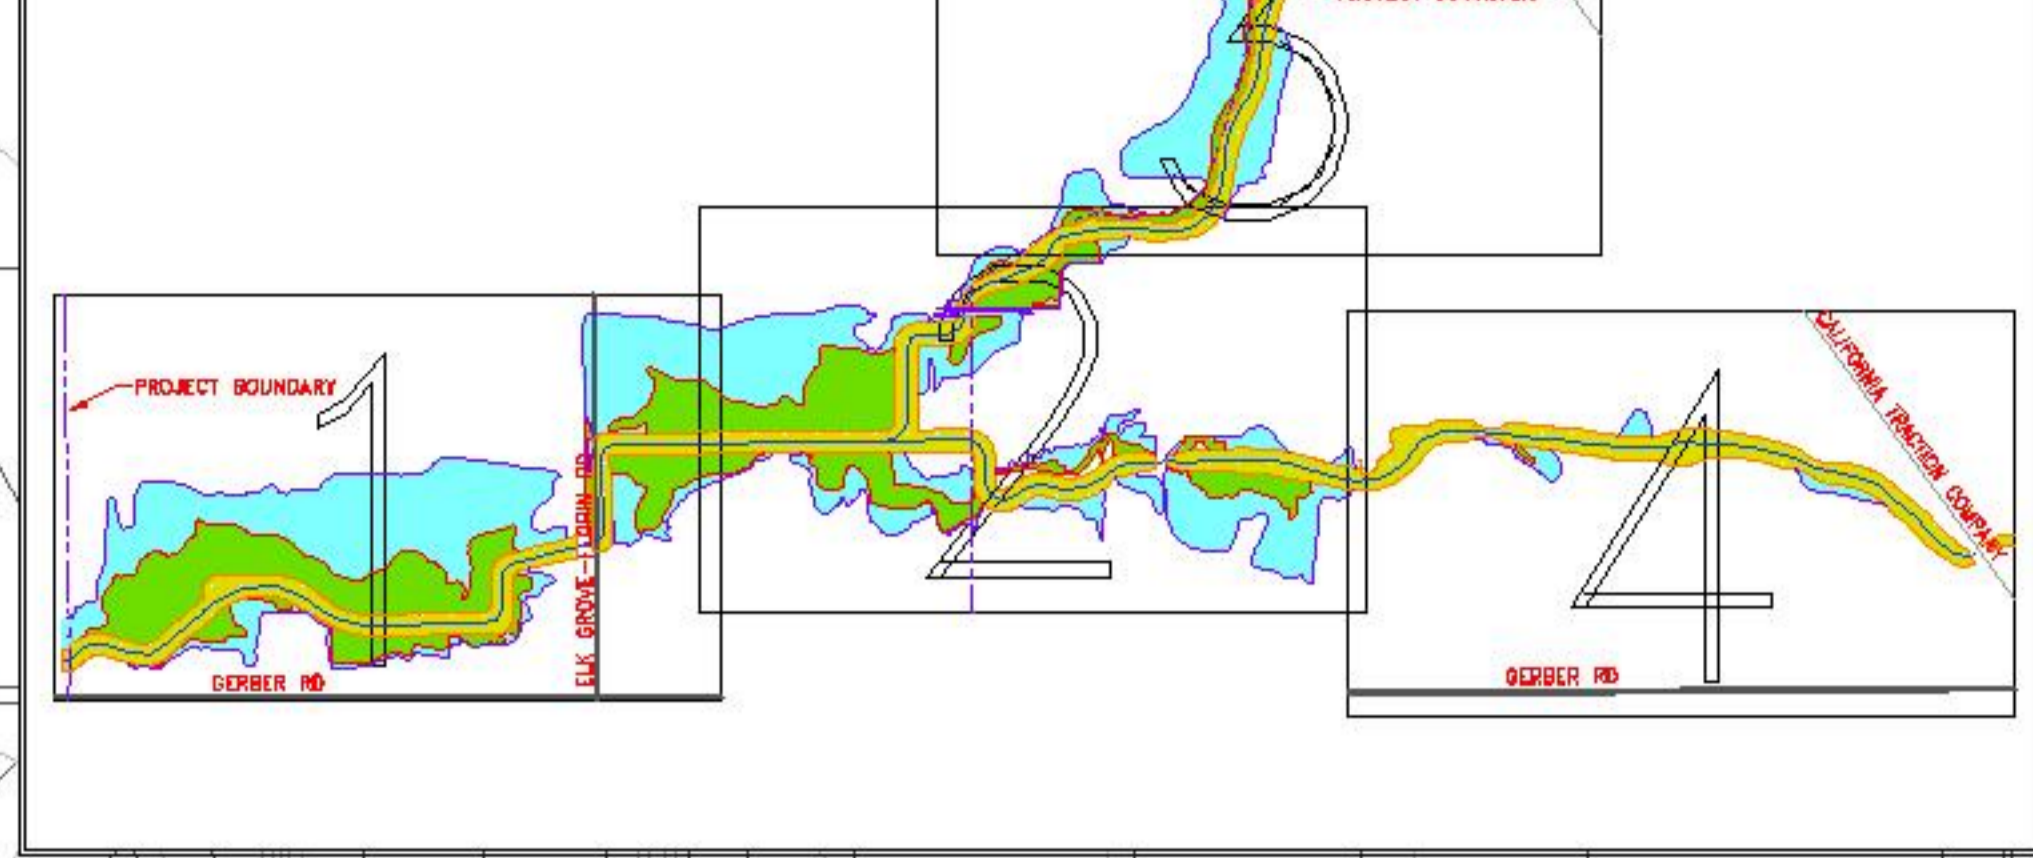 PROJECT BOUNDARY
1
ELK GROVE-FLORIN RD
GERBER RD
2
3
CALIFORNIA TRACTION COMPANY
4
GERBER RD